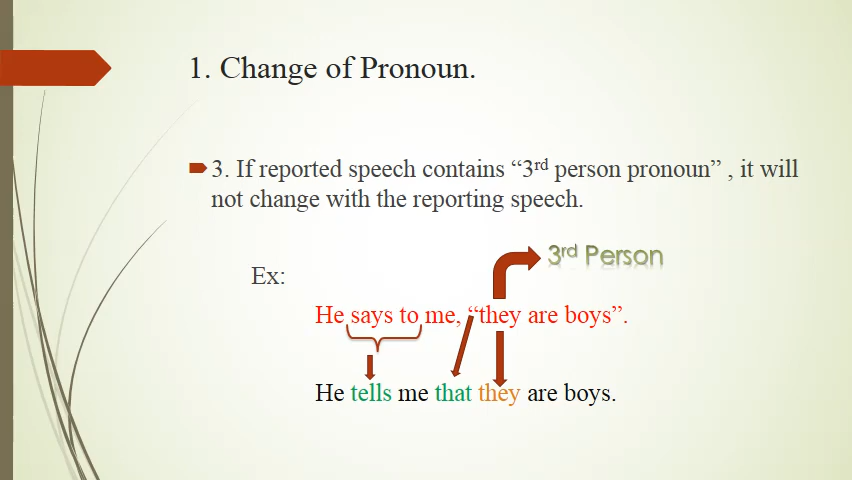 1. Change of Pronoun.
3. If reported speech contains “3rd person pronoun” , it will
not change with the reporting speech.
3rd Person
Ex:
He says to me, “they are boys”.
He tells me that they are boys.